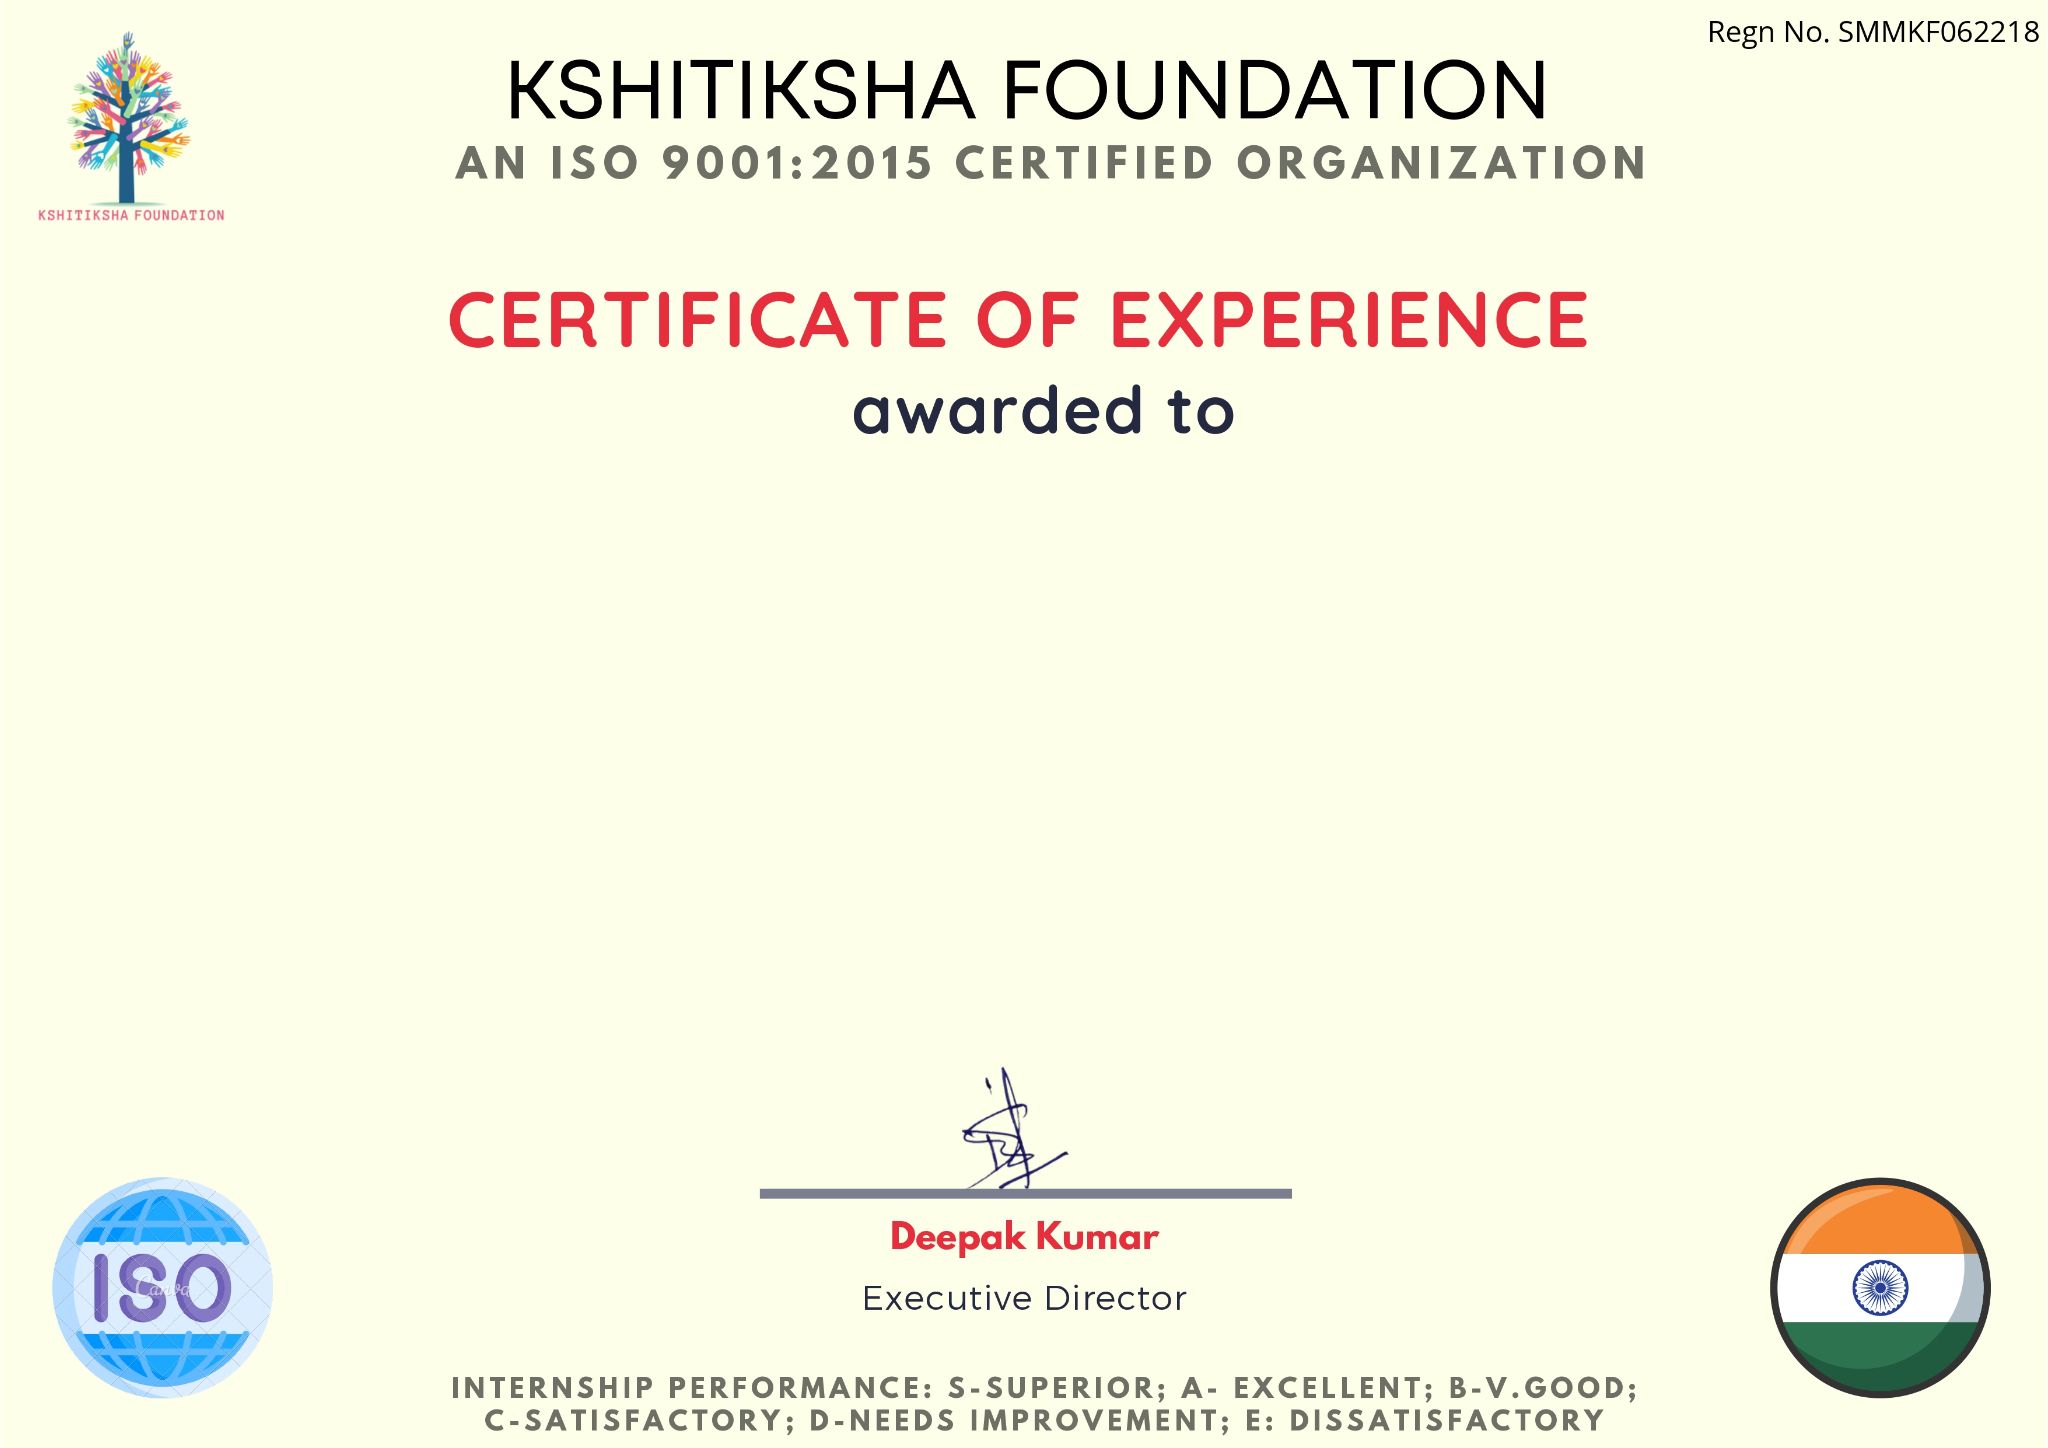 Regn No. SMMKF062218
KSHITIKSHA FOUNDATION
AN ISO 9001:2015 CERTIFIED ORGANIZATION
KSHITIKSHA FOUNDATION
CERTIFICATE OF EXPERIENCE
awarded to
Deepak Kumar
Executive Director
ISO
Canva
INTERNSHIP PERFORMANCE: S-SUPERIOR; A- EXCELLENT; B-V.GOOD;
C-SATISFACTORY; D-NEEDS IMPROVEMENT; E: DISSATISFACTORY